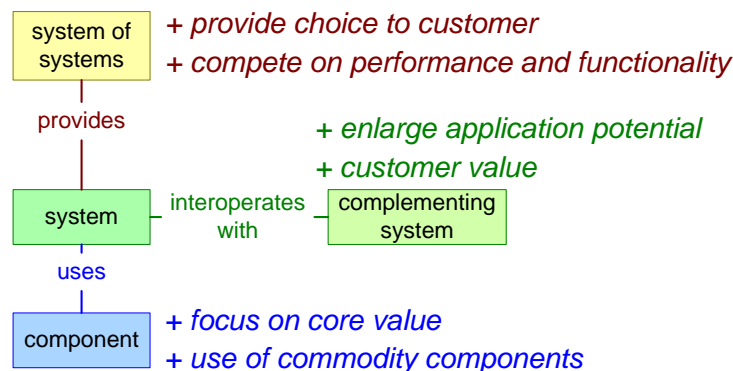 system of
systems
+ provide choice to customer
+ compete on performance and functionality
provides
+ enlarge application potential
+ customer value
system
interoperates
with
complementing
system
uses
component
+ focus on core value
+ use of commodity components